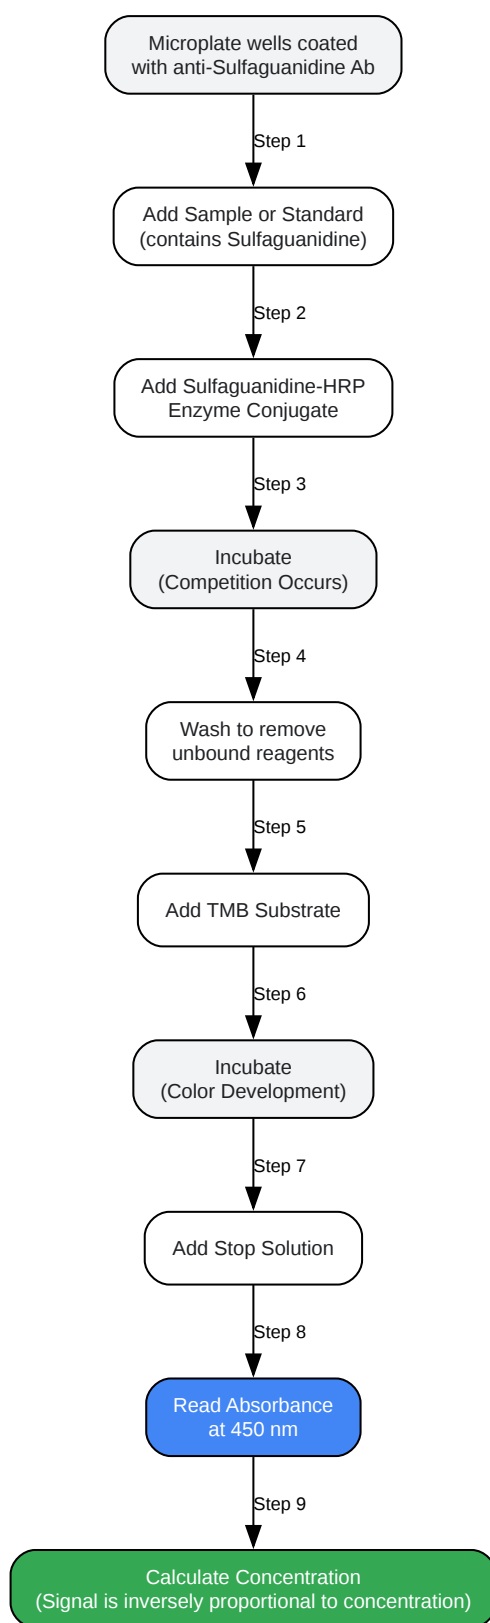 Microplate wells coated
with anti-Sulfaguanidine Ab
Step 1
Add Sample or Standard
(contains Sulfaguanidine)
Step 2
Add Sulfaguanidine-HRP
Enzyme Conjugate
Step 3
Incubate
(Competition Occurs)
Step 4
Wash to remove
unbound reagents
Step 5
Add TMB Substrate
Step 6
Incubate
(Color Development)
Step 7
Add Stop Solution
Step 8
Read Absorbance
at 450 nm
Step 9
Calculate Concentration
(Signal is inversely proportional to concentration)